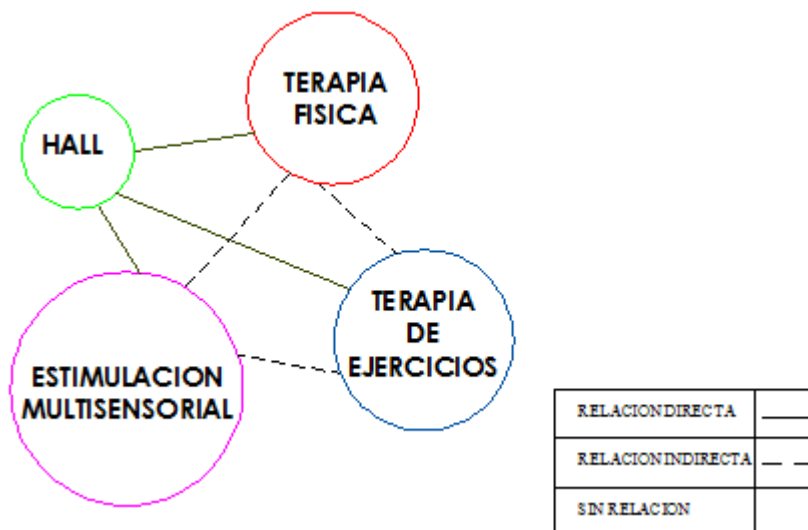 TERAPIA
FISICA
HALL
TERAPIA
DE
EJERCICIOS
ESTIMULACION
MULTISENSORIAL
RELACION DIRECTA
RELACION INDIRECTA
SIN RELACION